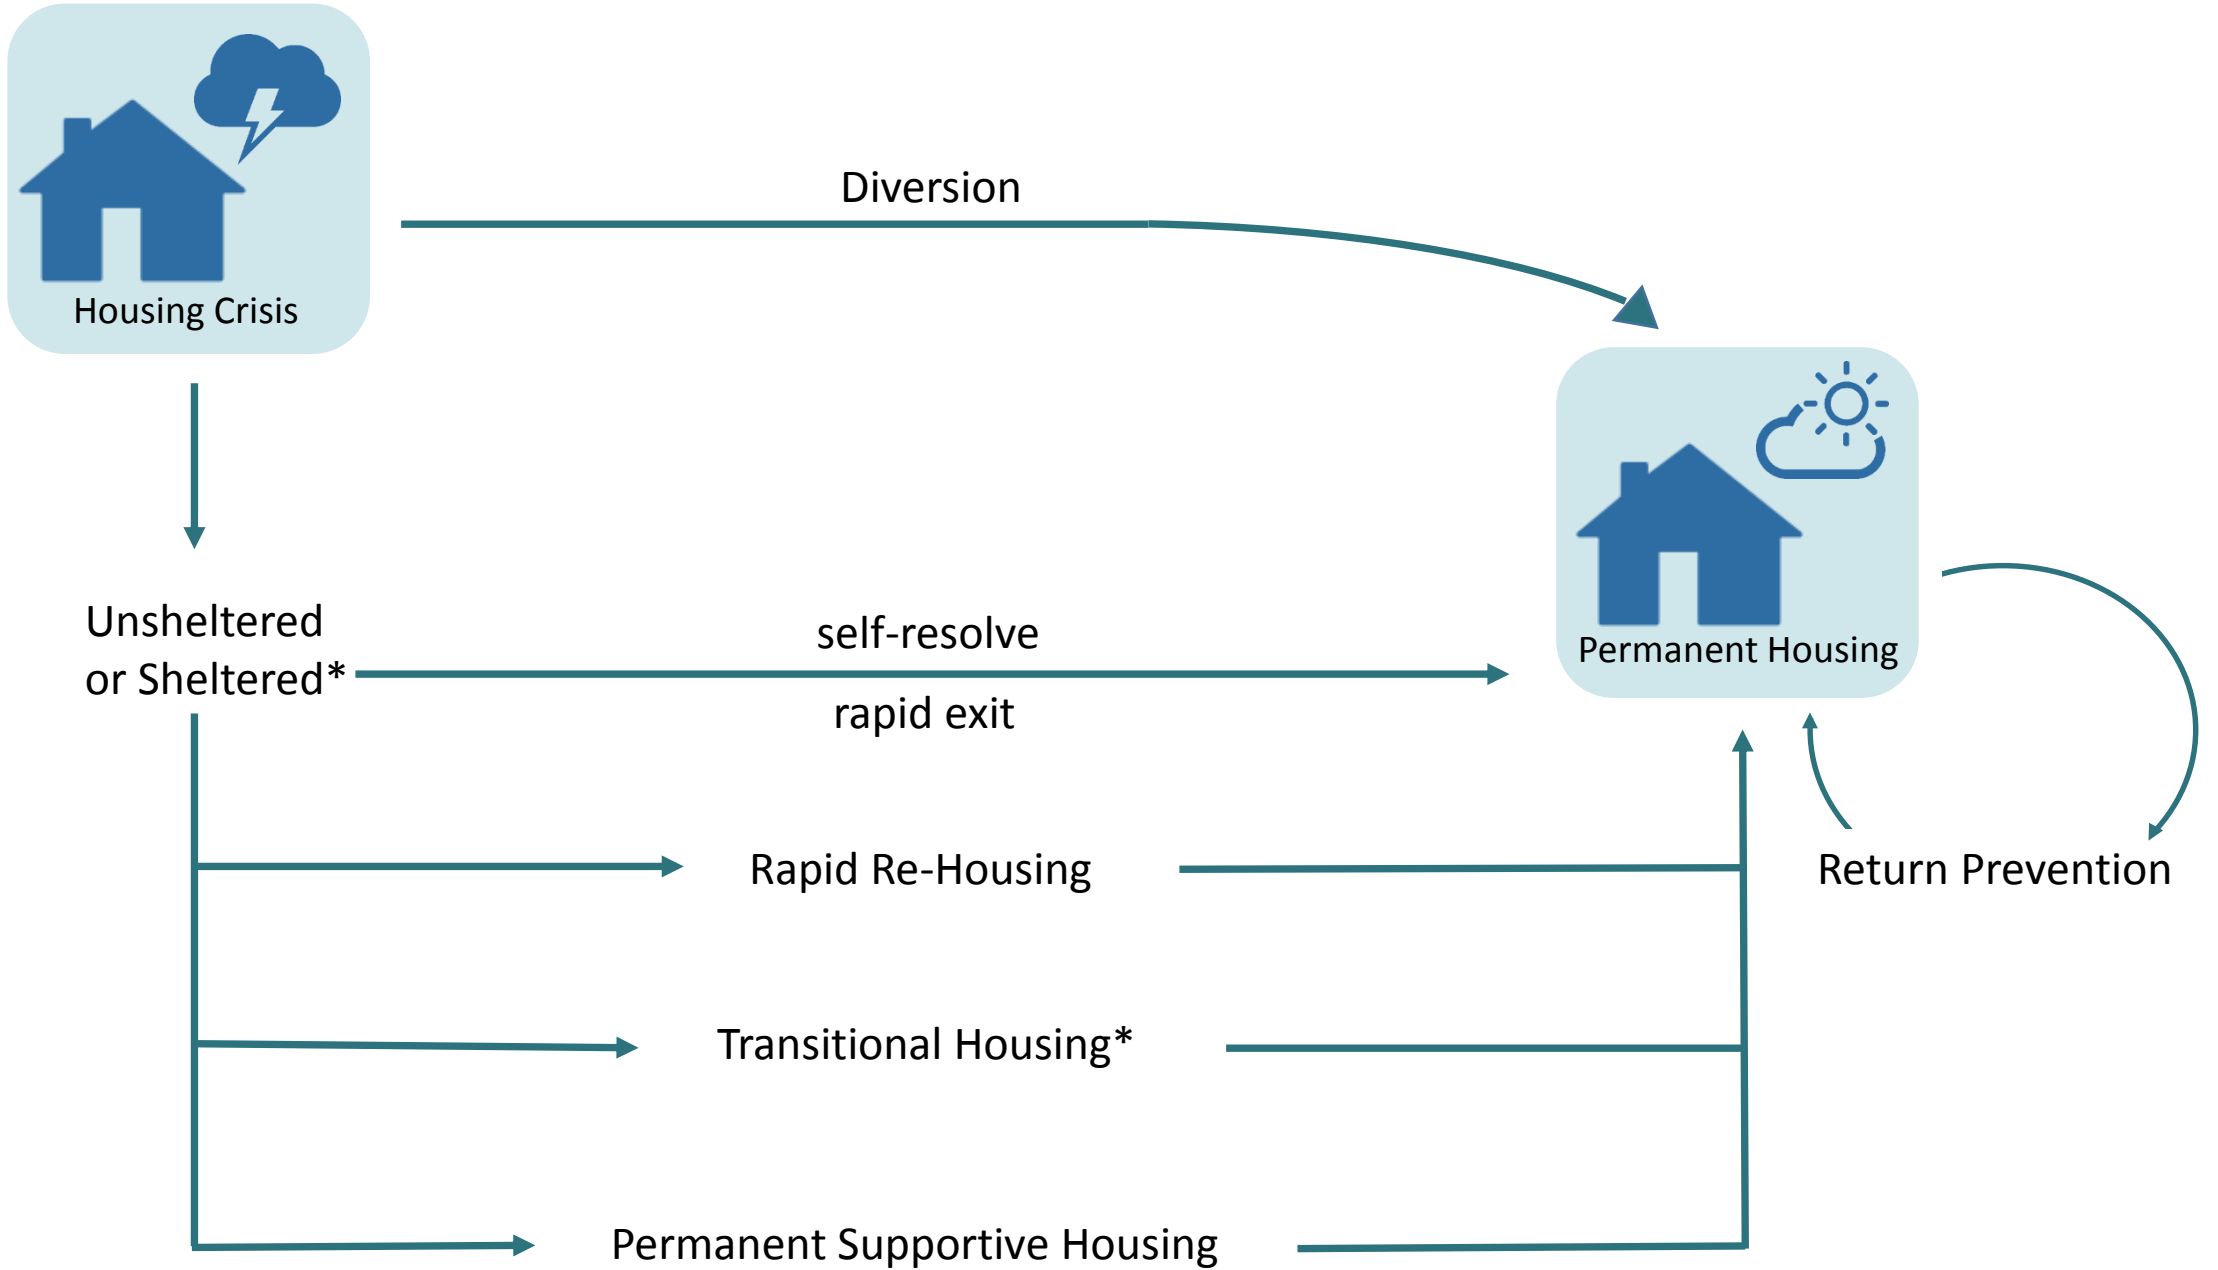 Housing Crisis
Diversion
Permanent Housing
Unsheltered
or Sheltered*
self-resolve
rapid exit
Rapid Re-Housing
Return Prevention
Transitional Housing*
Permanent Supportive Housing